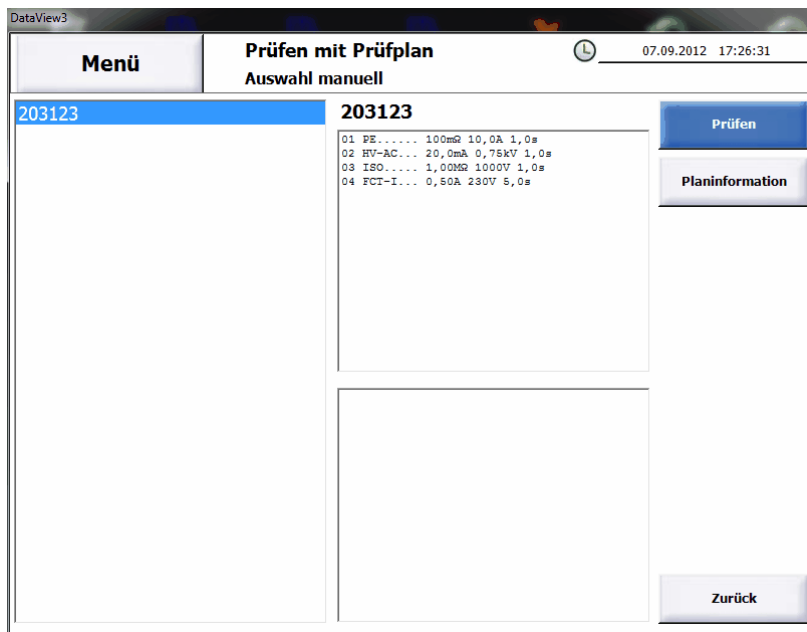 DataView3
Menü
Prüfen mit Prüfplan
Auswahl manuell
07.09.2012 17:26:31
203123
203123
01 PE...... 100mΩ 10,0A 1,0s
02 HV-AC... 20,0mA 0,75kV 1,0s
03 ISO..... 1,00MΩ 1000V 1,0s
04 FCT-I... 0,50A 230V 5,0s
Prüfen
Planinformation
Zurück